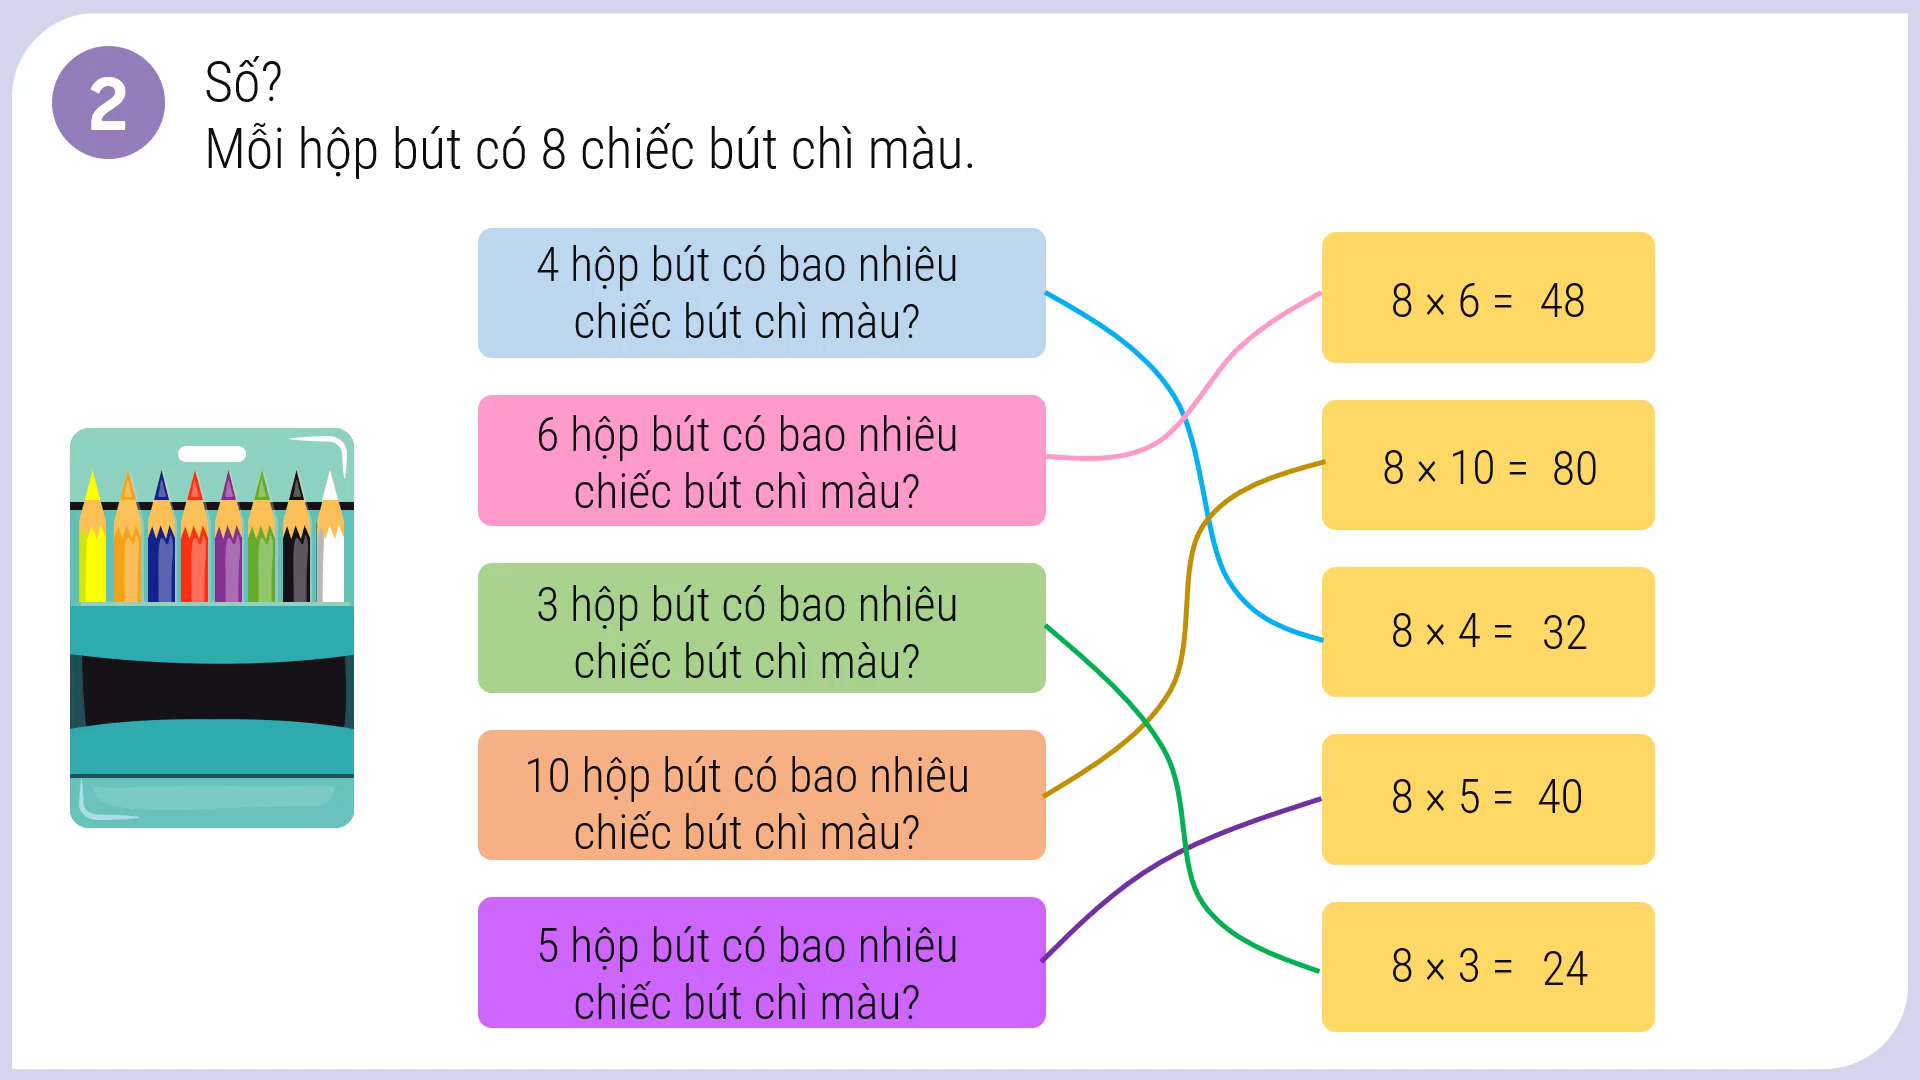 2
Số?
Mỗi hộp bút có 8 chiếc bút chì màu.
4 hộp bút có bao nhiêu
chiếc bút chì màu?
6 hộp bút có bao nhiêu
chiếc bút chì màu?
3 hộp bút có bao nhiêu
chiếc bút chì màu?
10 hộp bút có bao nhiêu
chiếc bút chì màu?
5 hộp bút có bao nhiêu
chiếc bút chì màu?
8 × 6 = 48
8 × 10 = 80
8 × 4 = 32
8 × 5 = 40
8 × 3 = 24